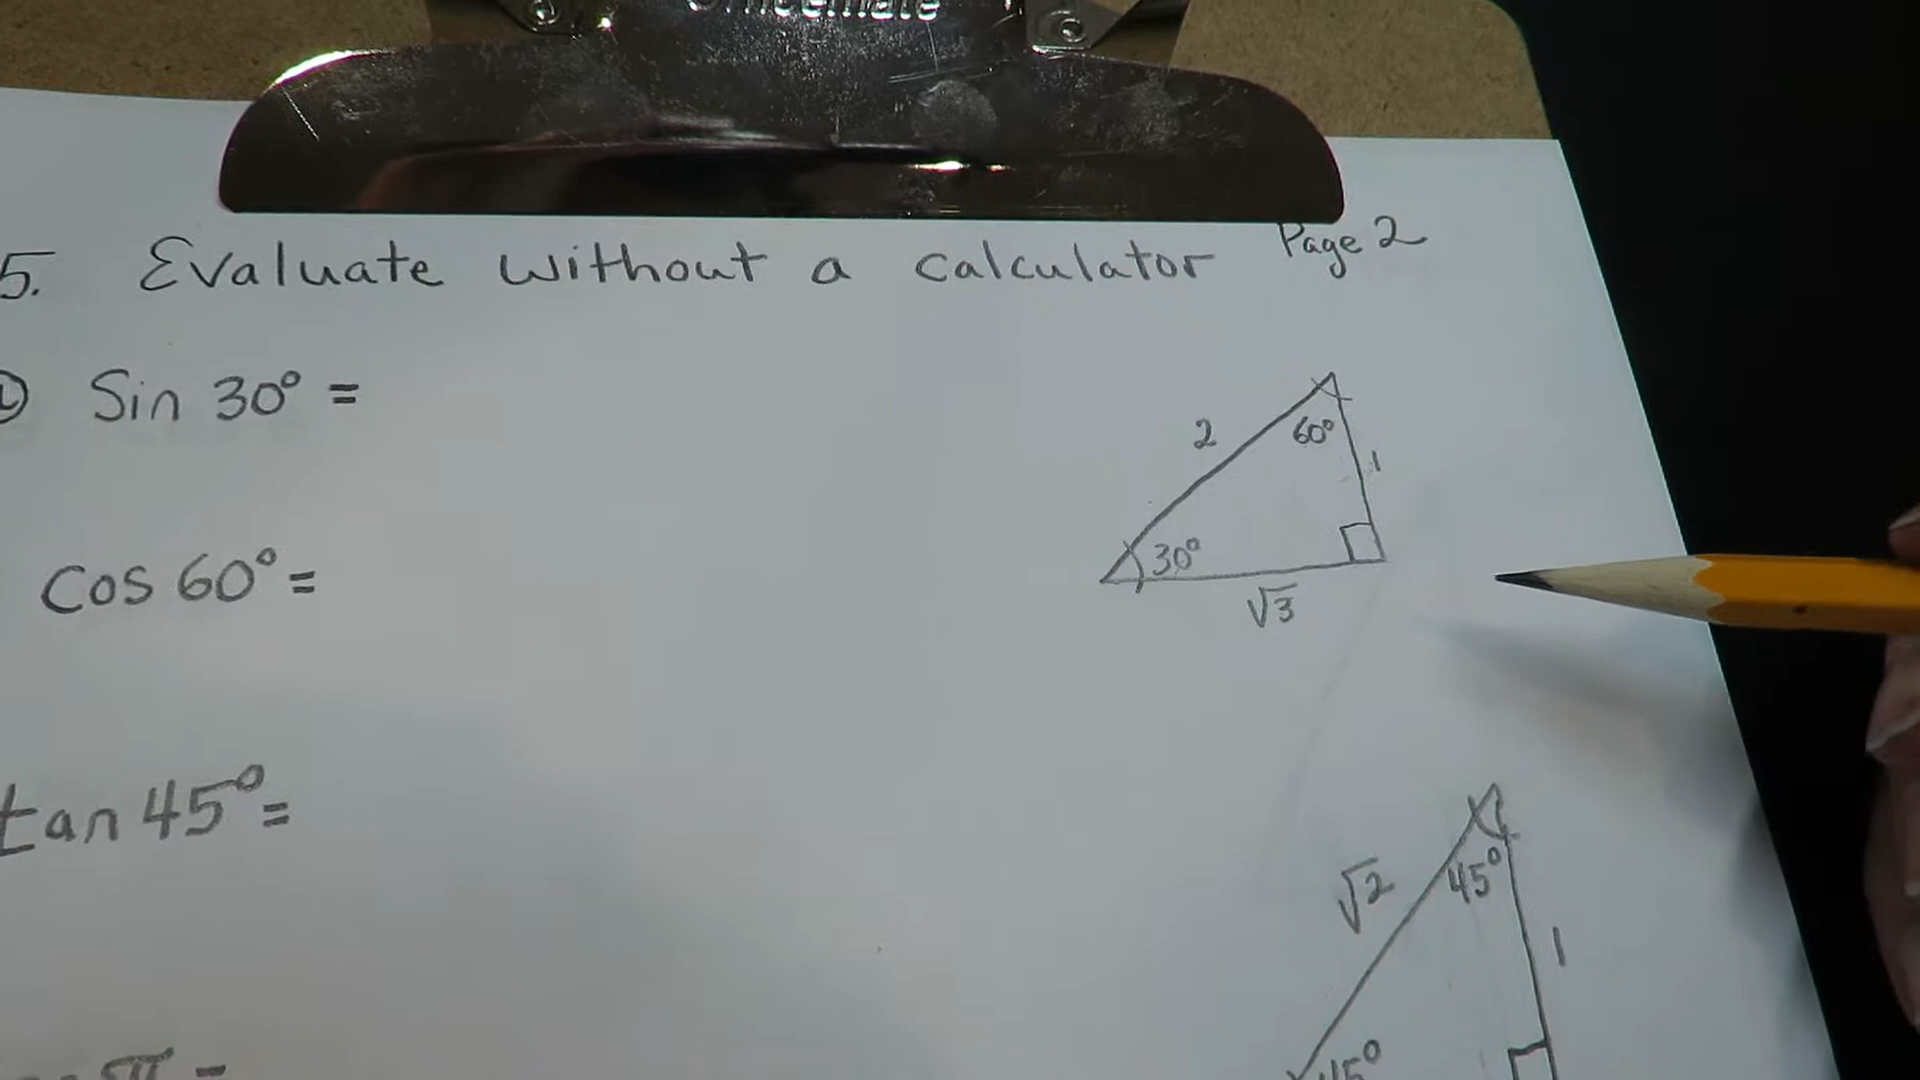 5. Evaluate without a calculator Page 2
Sin 30° =
2
60°
1
30°
√3
cos 60° =
tan 45° =
√2
45°
1
45°